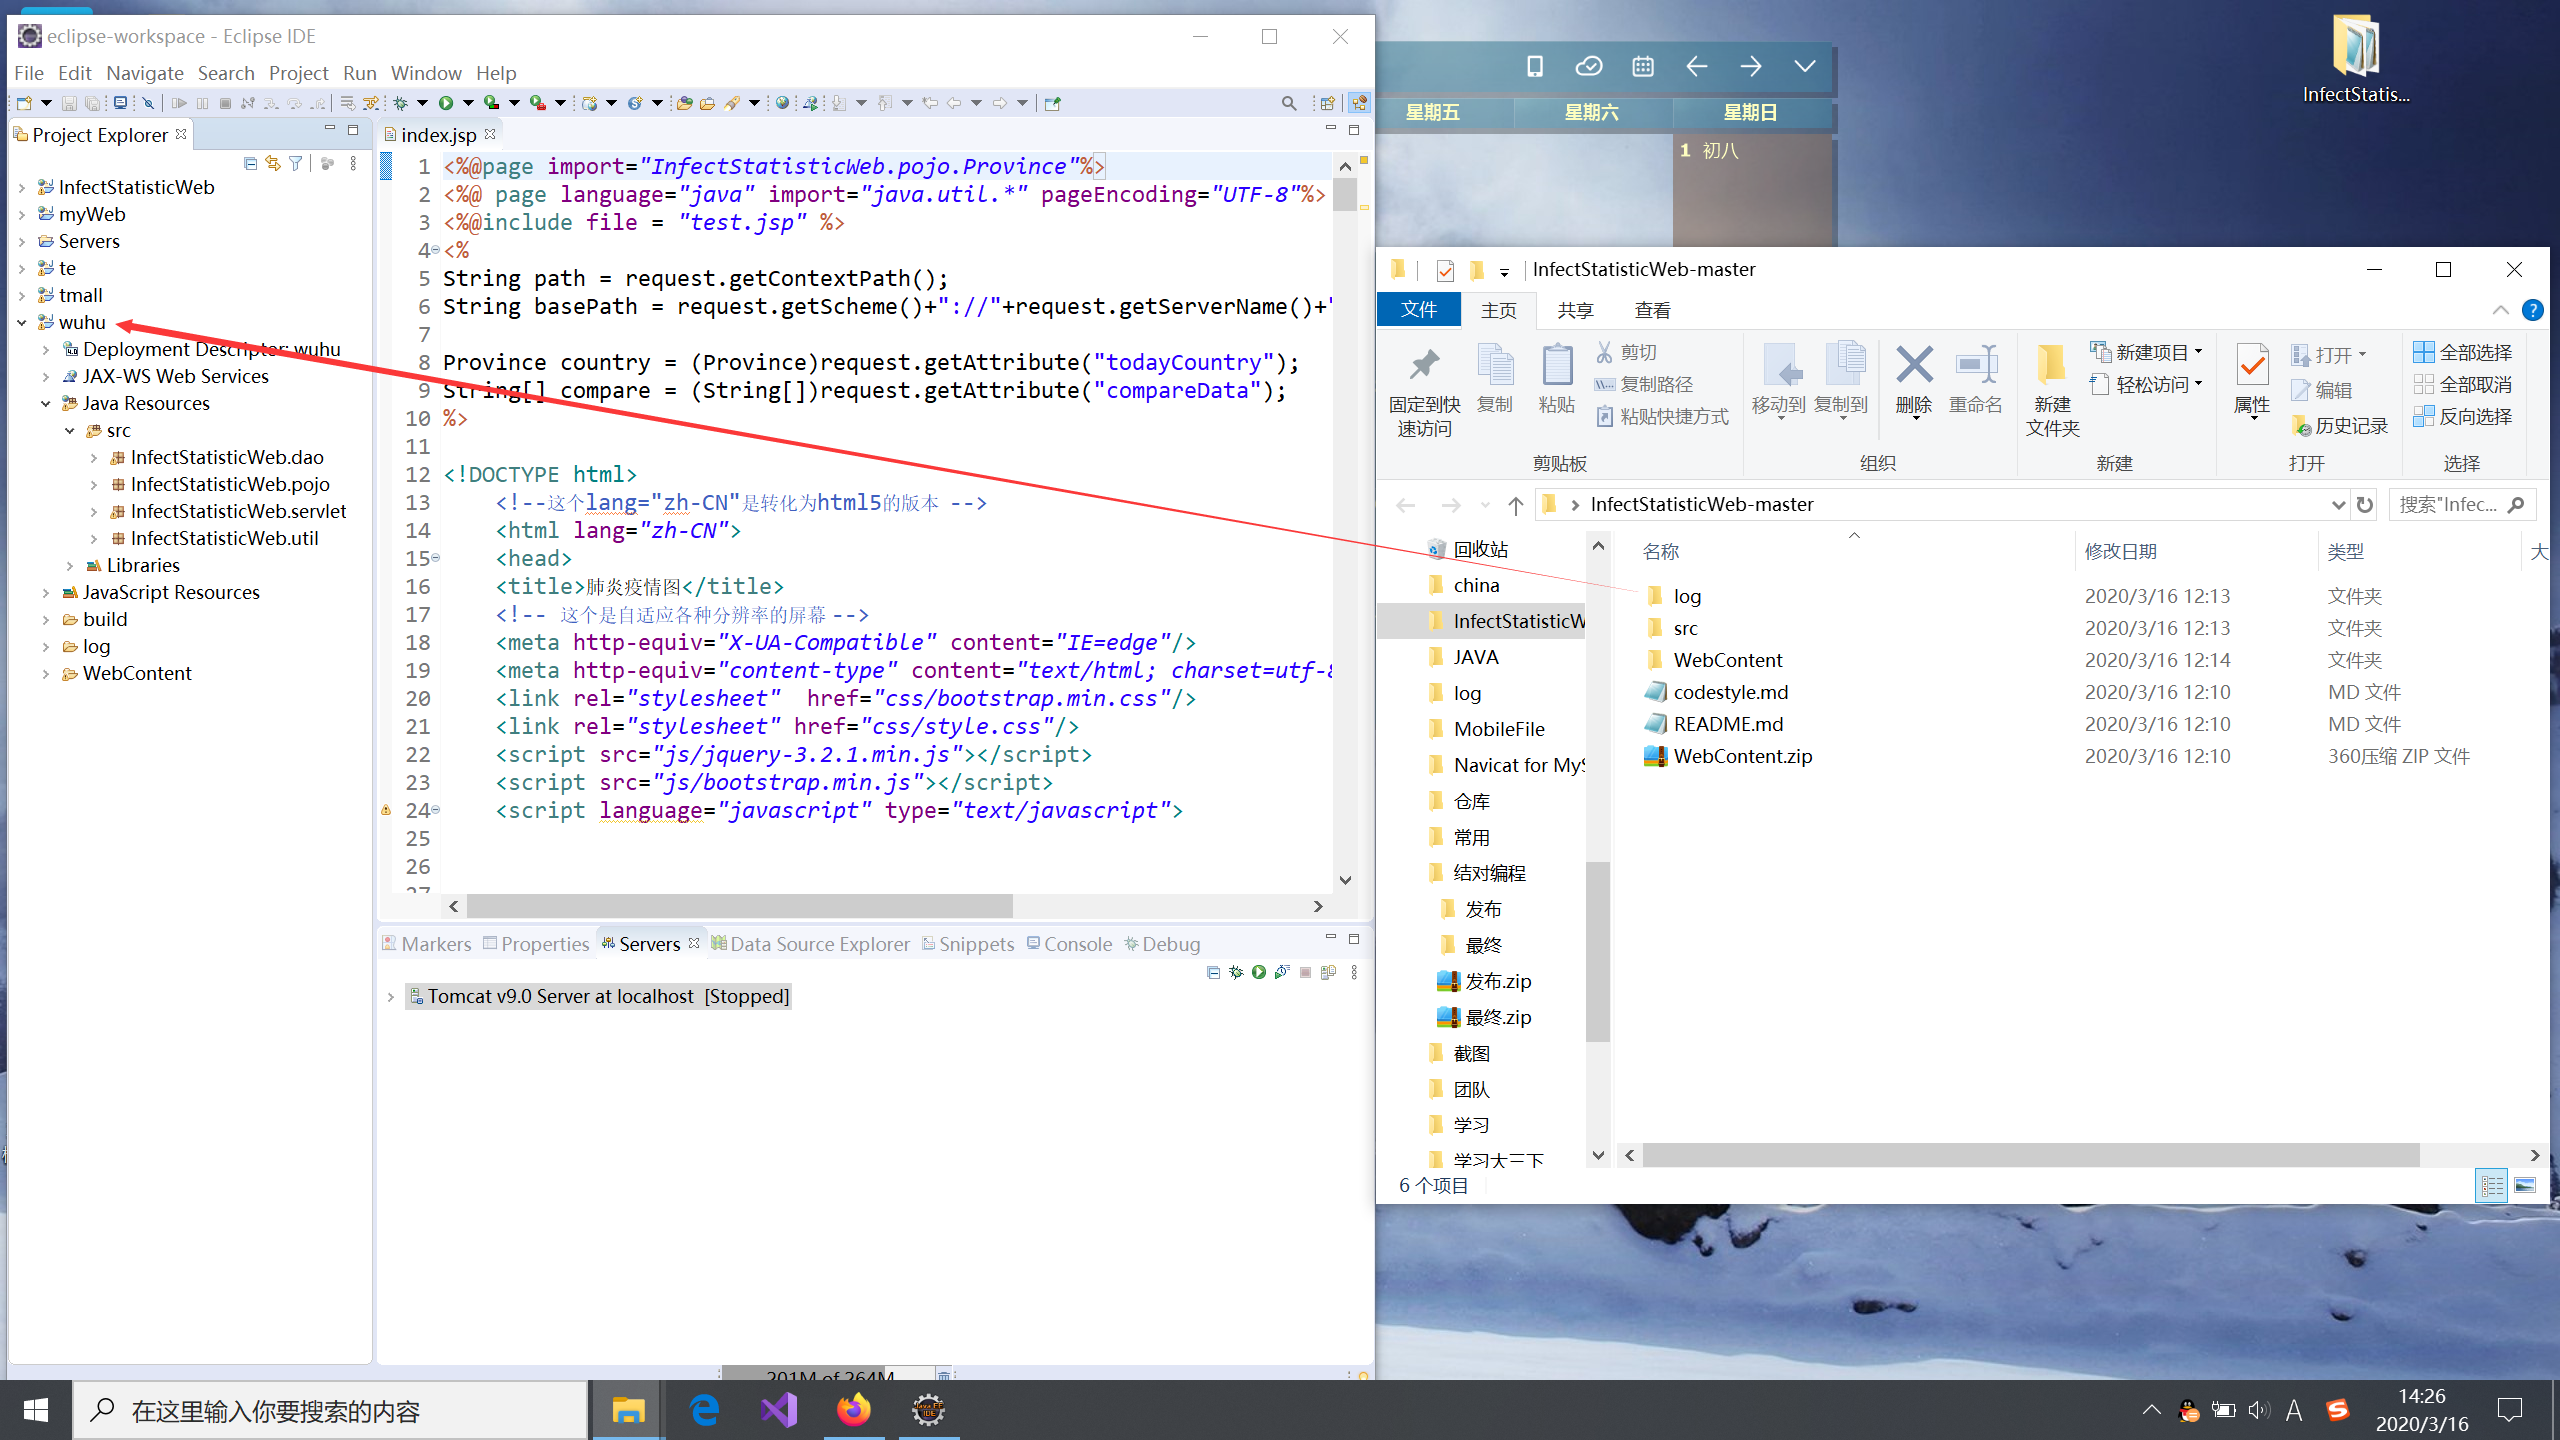 eclipse-workspace - Eclipse IDE
File Edit Navigate Search Project Run Window Help
Project Explorer
InfectStatisticWeb
myWeb
Servers
te
tmall
wuhu
Deployment Descriptor: wuhu
JAX-WS Web Services
Java Resources
src
InfectStatisticWeb.dao
InfectStatisticWeb.pojo
InfectStatisticWeb.servlet
InfectStatisticWeb.util
Libraries
JavaScript Resources
build
log
WebContent
index.jsp
1 <%@page import="InfectStatisticWeb.pojo.Province"%>
2 <%@ page language="java" import="java.util.*" pageEncoding="UTF-8"%>
3 <%@include file = "test.jsp" %>
4 <%
5 String path = request.getContextPath();
6 String basePath = request.getScheme()+"://"+request.getServerName()+"
7
8 Province country = (Province)request.getAttribute("todayCountry");
9 String[] compare = (String[])request.getAttribute("compareData");
10 %>
11
12 <!DOCTYPE html>
13 <!--这个lang="zh-CN"是转化为html5的版本 -->
14 <html lang="zh-CN">
15 <head>
16 <title>肺炎疫情图</title>
17 <!-- 这个是自适应各种分辨率的屏幕 -->
18 <meta http-equiv="X-UA-Compatible" content="IE=edge"/>
19 <meta http-equiv="content-type" content="text/html; charset=utf-8
20 <link rel="stylesheet" href="css/bootstrap.min.css"/>
21 <link rel="stylesheet" href="css/style.css"/>
22 <script src="js/jquery-3.2.1.min.js"></script>
23 <script src="js/bootstrap.min.js"></script>
24 <script language="javascript" type="text/javascript">
25
26
27
Markers Properties Servers Data Source Explorer Snippets Console Debug
Tomcat v9.0 Server at localhost [Stopped]
201M of 264M
星期五 星期六 星期日
1 初八
InfectStatis...
InfectStatisticWeb-master
文件 主页 共享 查看
固定到快速访问
复制
粘贴
剪切
复制路径
粘贴快捷方式
剪贴板
移动到 复制到 删除 重命名
组织
新建文件夹
新建项目
轻松访问
新建
属性
打开
编辑
历史记录
打开
全部选择
全部取消
反向选择
选择
InfectStatisticWeb-master
搜索"Infec...
回收站
china
InfectStatisticW
JAVA
log
MobileFile
Navicat for MyS
仓库
常用
结对编程
发布
最终
发布.zip
最终.zip
截图
团队
学习
学习大三下
名称 修改日期 类型 大
log 2020/3/16 12:13 文件夹
src 2020/3/16 12:13 文件夹
WebContent 2020/3/16 12:14 文件夹
codestyle.md 2020/3/16 12:10 MD 文件
README.md 2020/3/16 12:10 MD 文件
WebContent.zip 2020/3/16 12:10 360压缩 ZIP 文件
6 个项目
在这里输入你要搜索的内容
A
14:26
2020/3/16